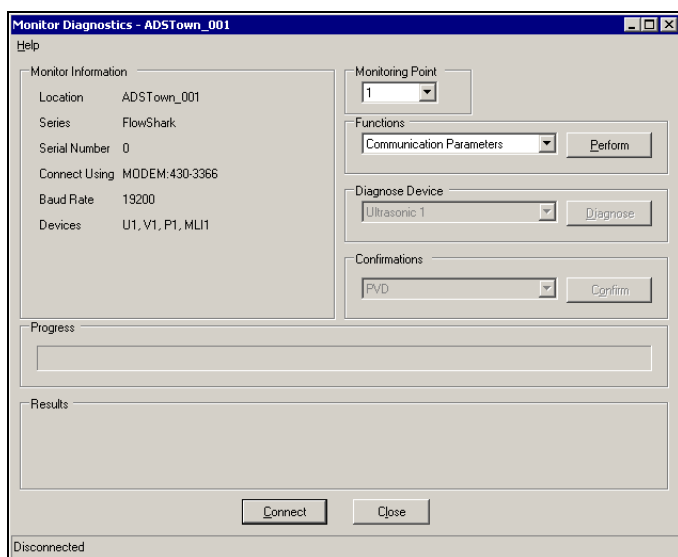 Monitor Diagnostics - ADSTown_001
Help
Monitor Information
Location ADSTown_001
Series FlowShark
Serial Number 0
Connect Using MODEM:430-3366
Baud Rate 19200
Devices U1, V1, P1, MLI1
Monitoring Point
1
Functions
Communication Parameters Perform
Diagnose Device
Ultrasonic 1 Diagnose
Confirmations
PVD Confirm
Progress
Results
Connect Close
Disconnected